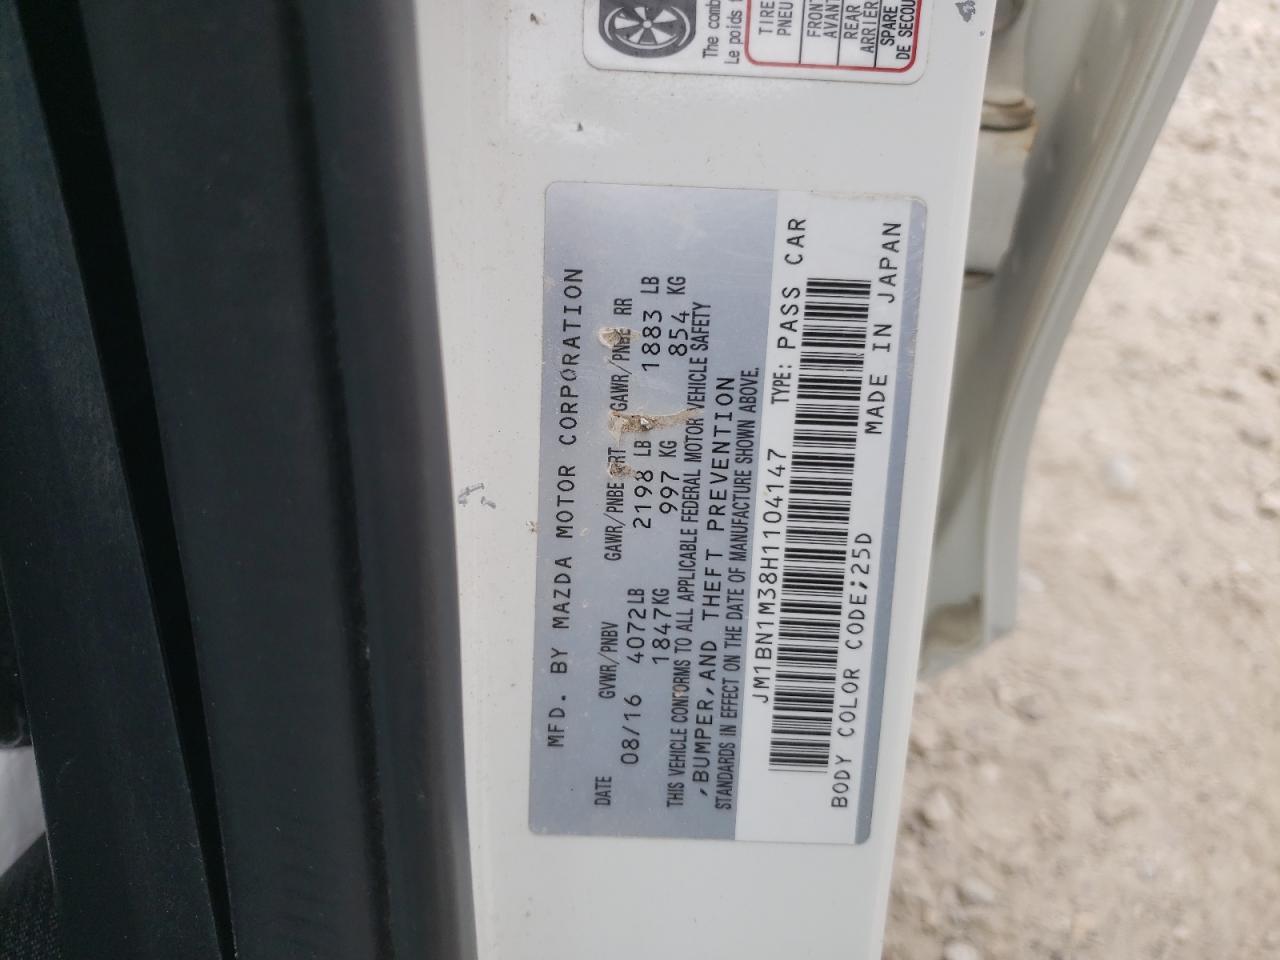 The comb
Le poids t
TIRE
PNEU
FRONT
AVANT
REAR
ARRIER
SPARE
DE SECOU
MFD. BY MAZDA MOTOR CORPORATION
DATE GVWR/PNBV GAWR/PNBE FRT GAWR/PNBE RR
08/16 4072LB 2198 LB 1883 LB
1847KG 997 KG 854 KG
THIS VEHICLE CONFORMS TO ALL APPLICABLE FEDERAL MOTOR VEHICLE SAFETY
,BUMPER,AND THEFT PREVENTION
STANDARDS IN EFFECT ON THE DATE OF MANUFACTURE SHOWN ABOVE.
JM1BN1M38H1104147 TYPE: PASS CAR
BODY COLOR CODE;25D MADE IN JAPAN